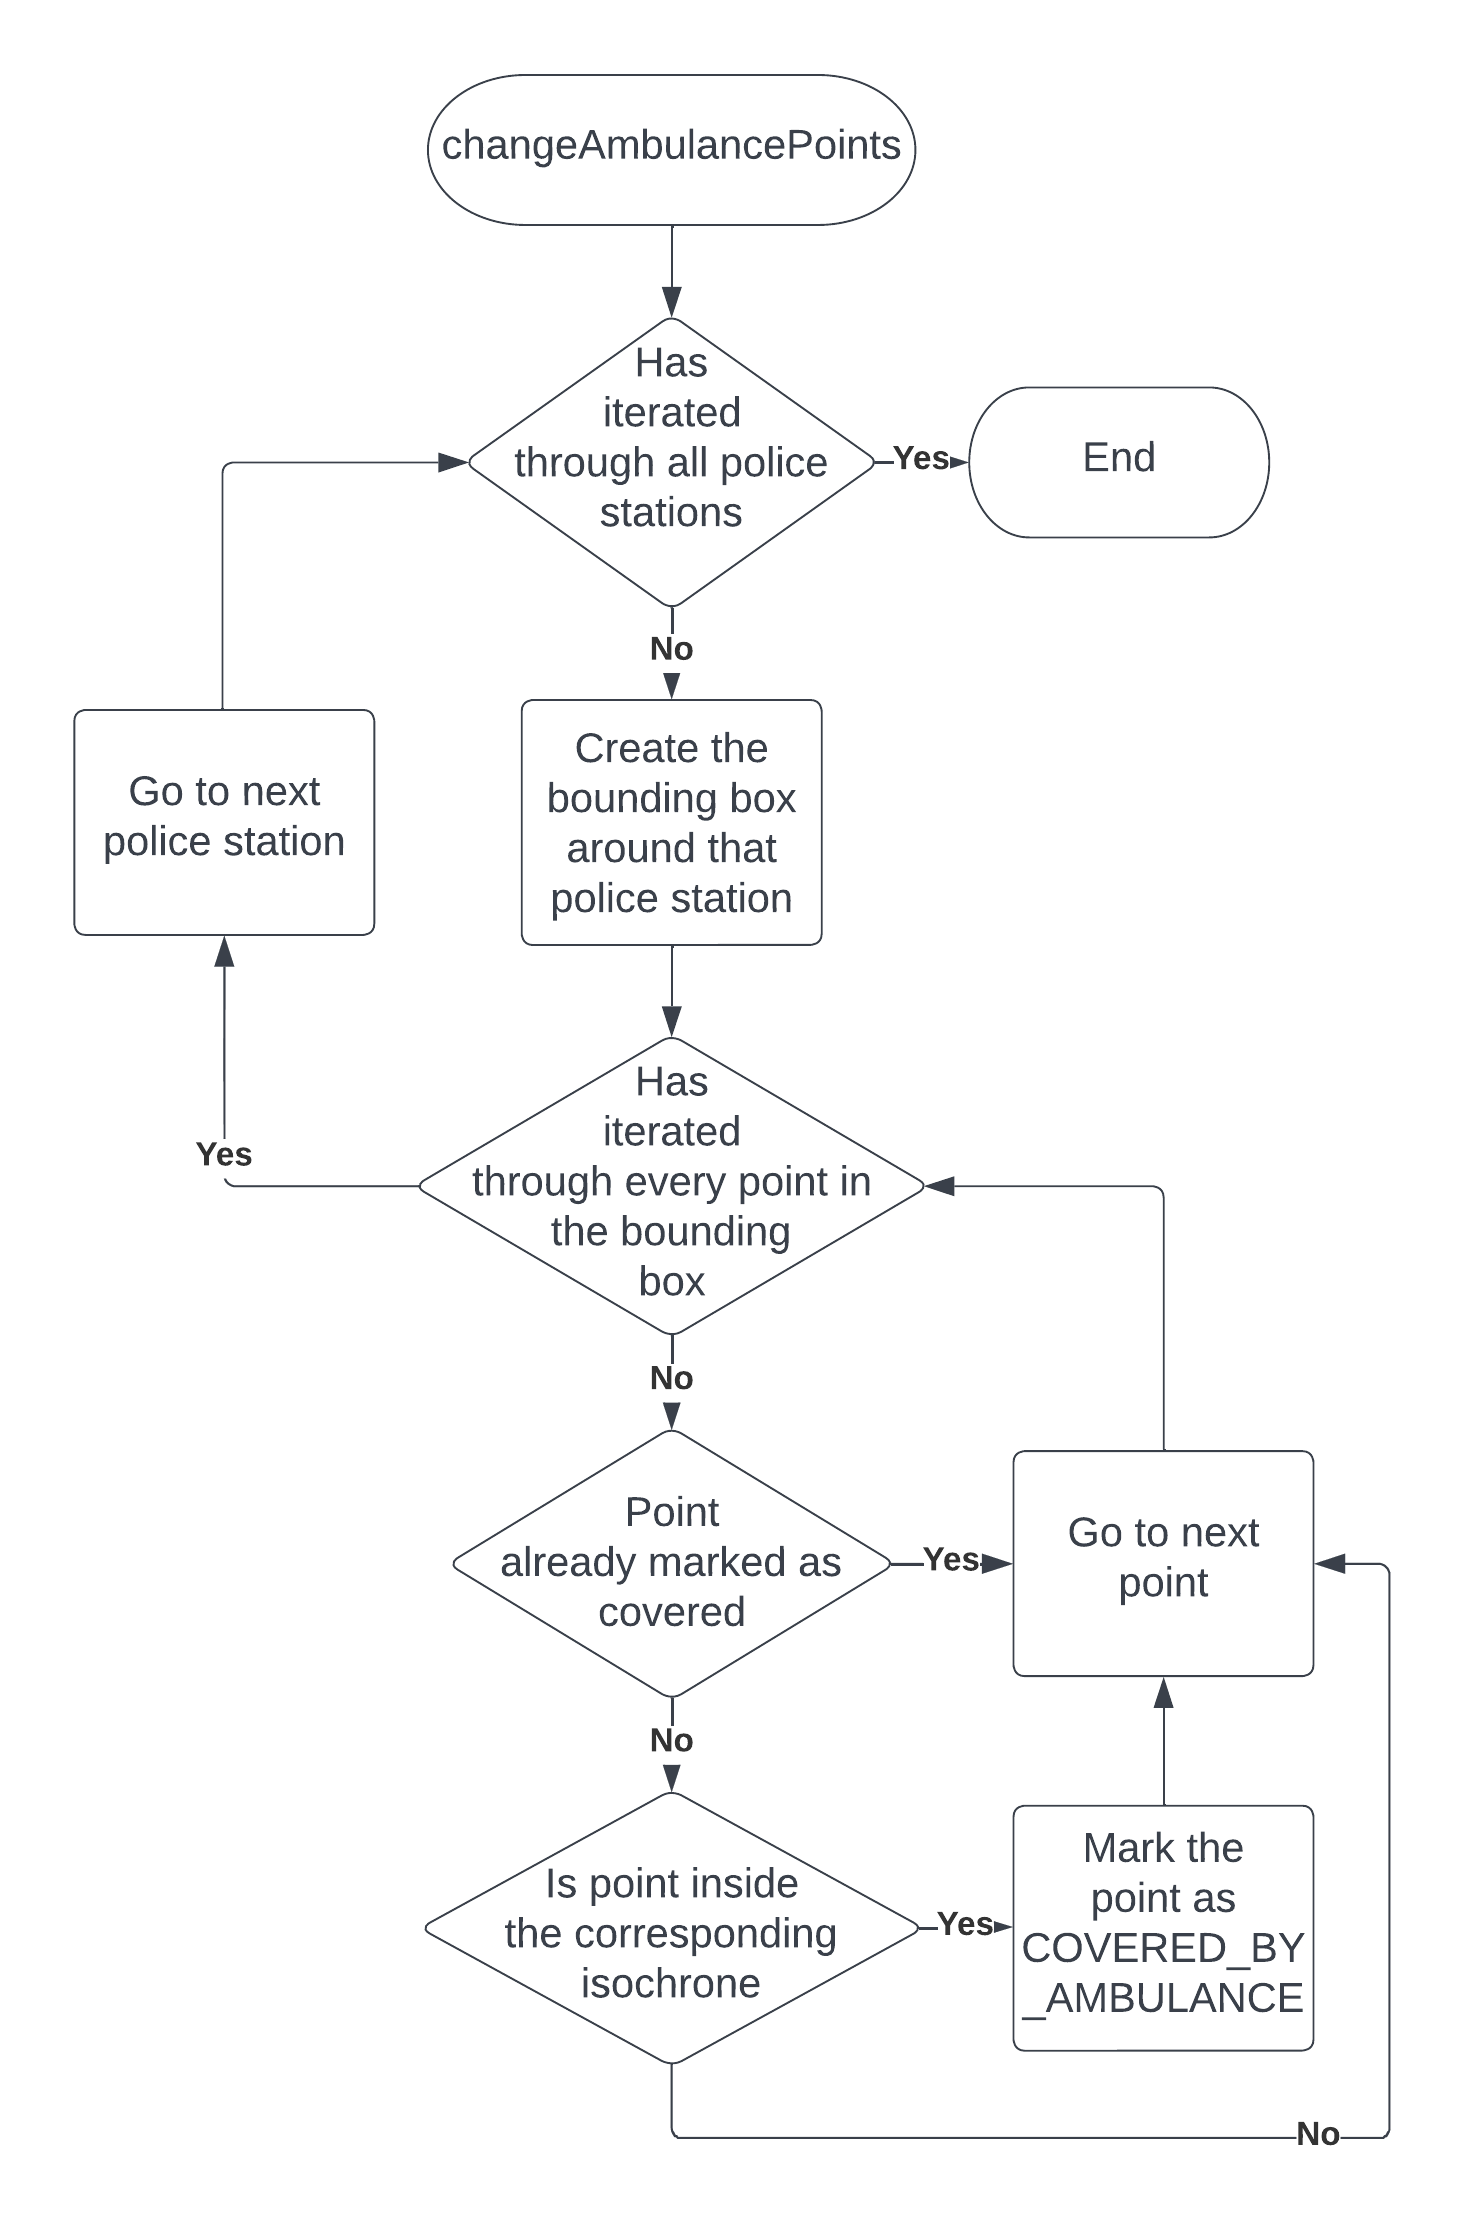 changeAmbulancePoints
Has
iterated
through all police
stations
Yes
End
No
Go to next
police station
Create the
bounding box
around that
police station
Has
iterated
through every point in
the bounding
box
Yes
No
Point
already marked as
covered
Yes
Go to next
point
No
Is point inside
the corresponding
isochrone
Yes
Mark the
point as
COVERED_BY
_AMBULANCE
No